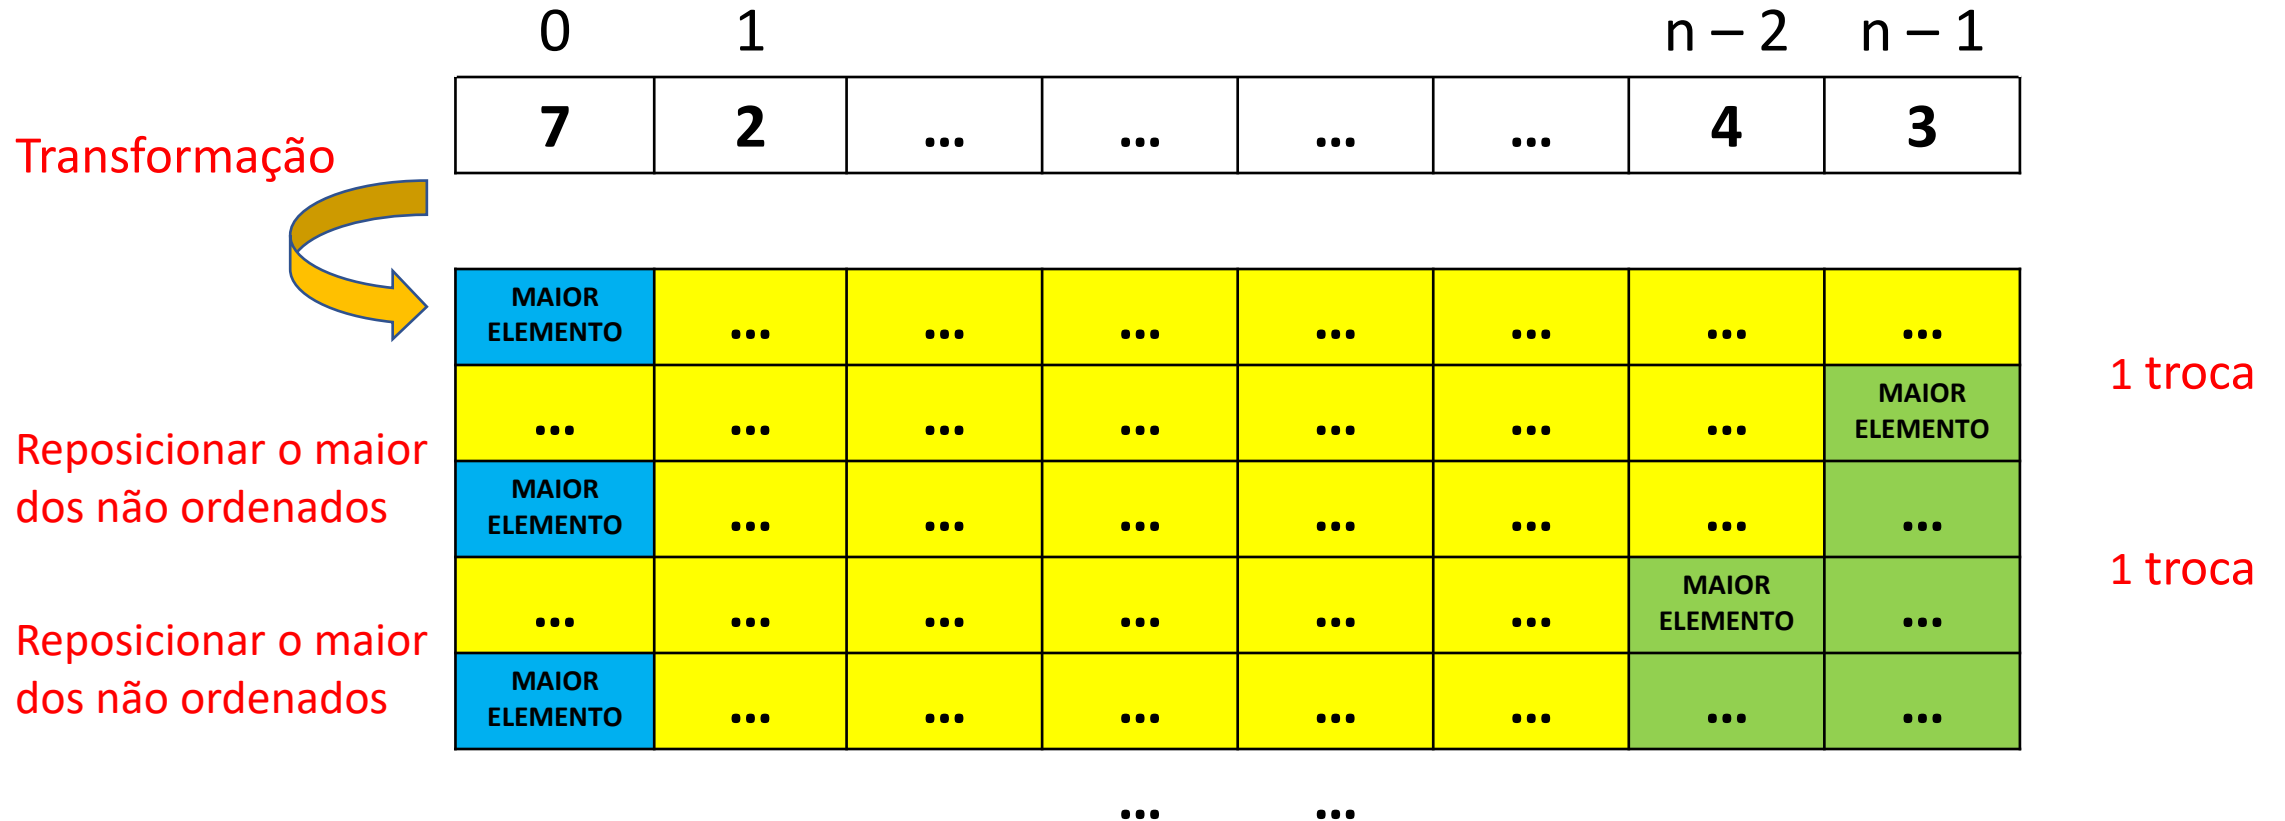 0 1 n – 2 n – 1
7 2 ... ... ... ... 4 3
Transformação
MAIOR
ELEMENTO ... ... ... ... ... ... ...
1 troca
... ... ... ... ... ... ... MAIOR
ELEMENTO
Reposicionar o maior
dos não ordenados
MAIOR
ELEMENTO ... ... ... ... ... ... ...
1 troca
... ... ... ... ... ... MAIOR
ELEMENTO ...
Reposicionar o maior
dos não ordenados
MAIOR
ELEMENTO ... ... ... ... ... ... ...
... ...